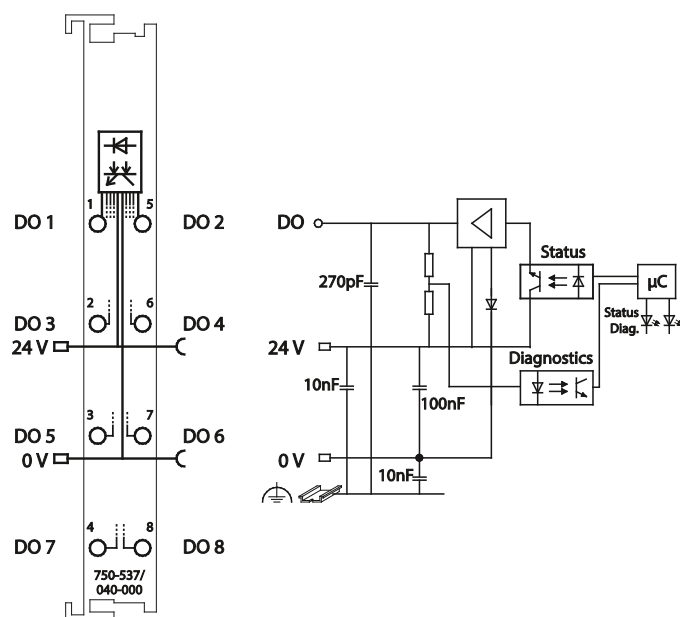 1 5
DO 1 DO 2
2 6
DO 3 DO 4
24 V
3 7
DO 5 DO 6
0 V
4 8
DO 7 DO 8
750-537/
040-000
DO
Status
270pF
µC
Status
Diag.
24 V
Diagnostics
10nF
100nF
0 V
10nF